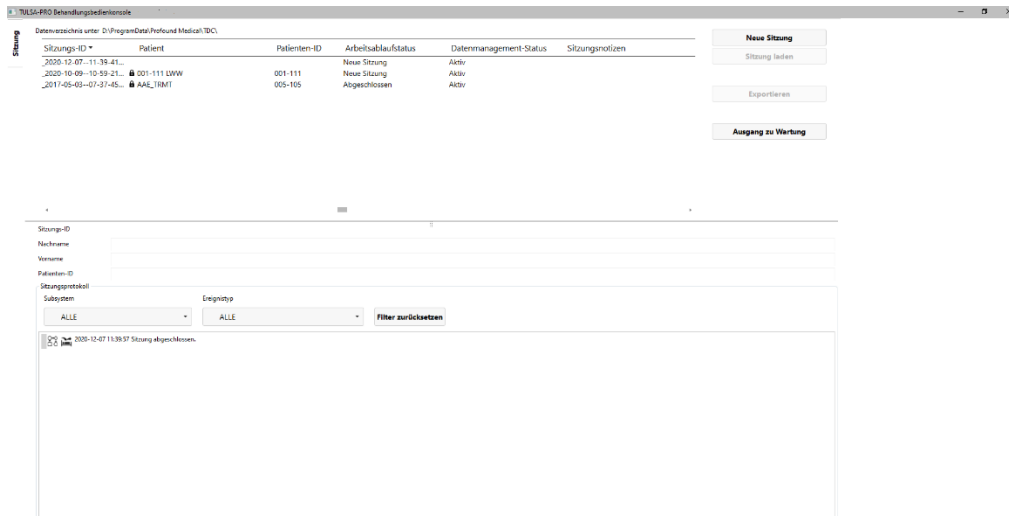 TULSA-PRO Behandlungsbedienkonsole
Sitzung
Datenverzeichnis unter D:\ProgramData\Profound Medical\TDC\
Sitzungs-ID Patient Patienten-ID Arbeitsablaufstatus Datenmanagement-Status Sitzungsnotizen
_2020-12-07--11-39-41... Neue Sitzung Aktiv
_2020-10-09--10-59-21... 001-111 LWW 001-111 Neue Sitzung Aktiv
_2017-05-03--07-37-45... AAE_TRMT 005-105 Abgeschlossen Aktiv
Neue Sitzung
Sitzung laden
Exportieren
Ausgang zu Wartung
Sitzungs-ID
Nachname
Vorname
Patienten-ID
Sitzungsprotokoll
Subsystem Ereignistyp
ALLE ALLE Filter zurücksetzen
2020-12-07 11:39:57 Sitzung abgeschlossen.